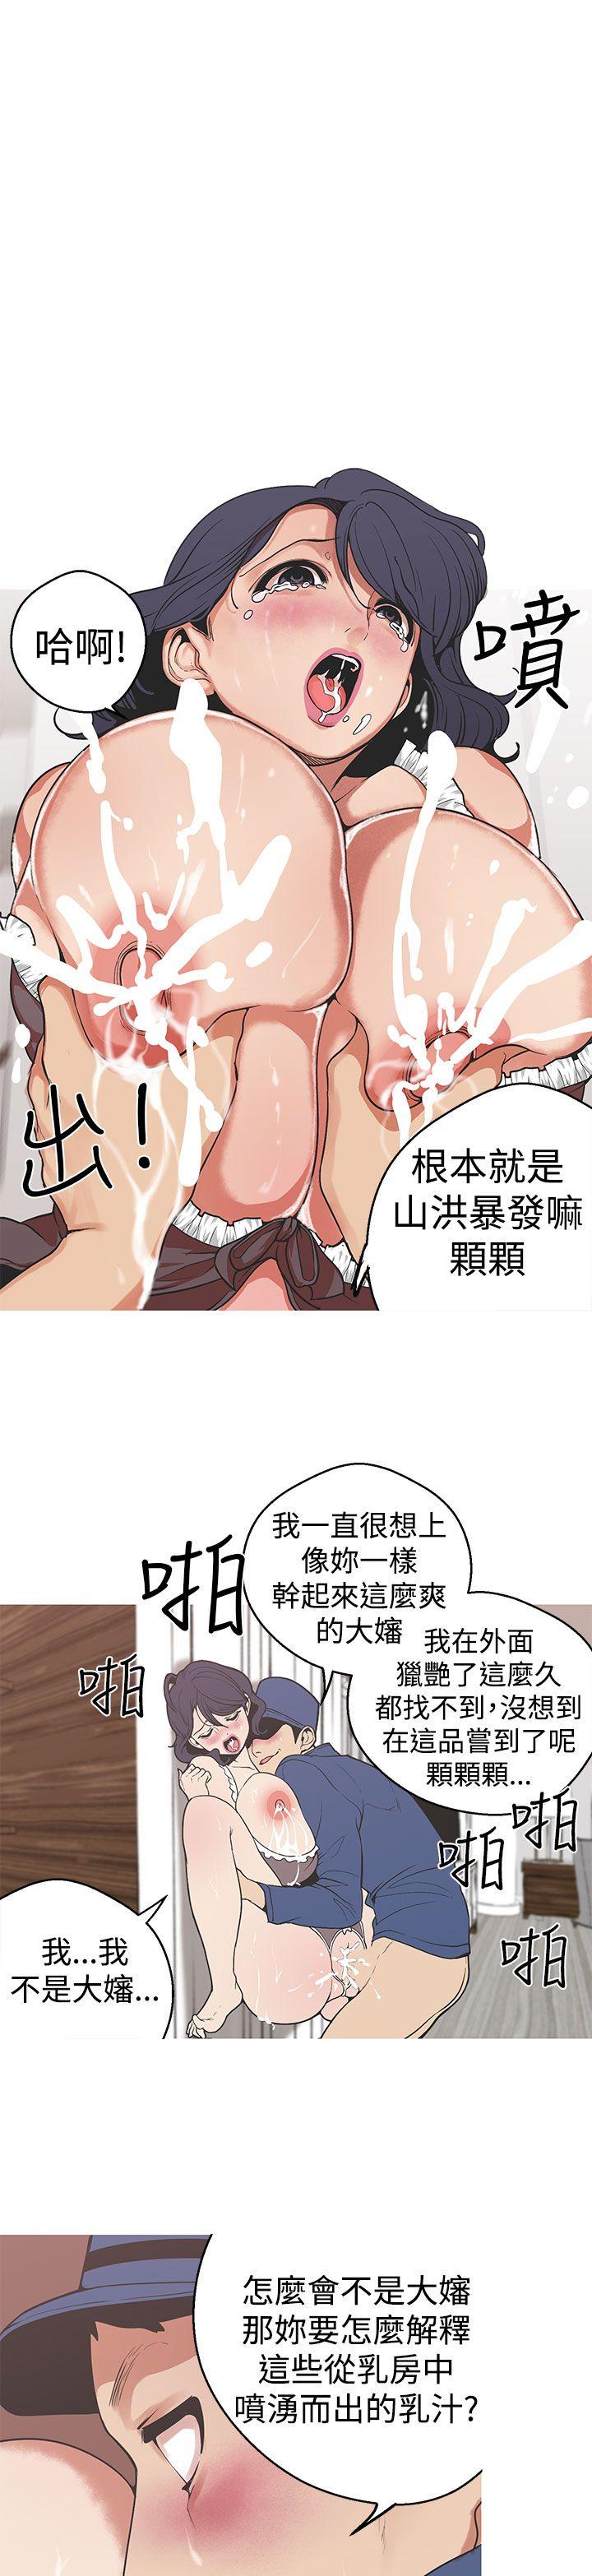 哈啊!
噴
出!
根本就是
山洪暴發嘛
顆顆
我一直很想上
像妳一樣
幹起來這麼爽
的大嬸
我在外面
獵艷了這麼久
都找不到，沒想到
在這品嘗到了呢
顆顆顆…
啪
啪
啪
啪
啪
我…我
不是大嬸…
怎麼會不是大嬸
那妳要怎麼解釋
這些從乳房中
噴湧而出的乳汁?